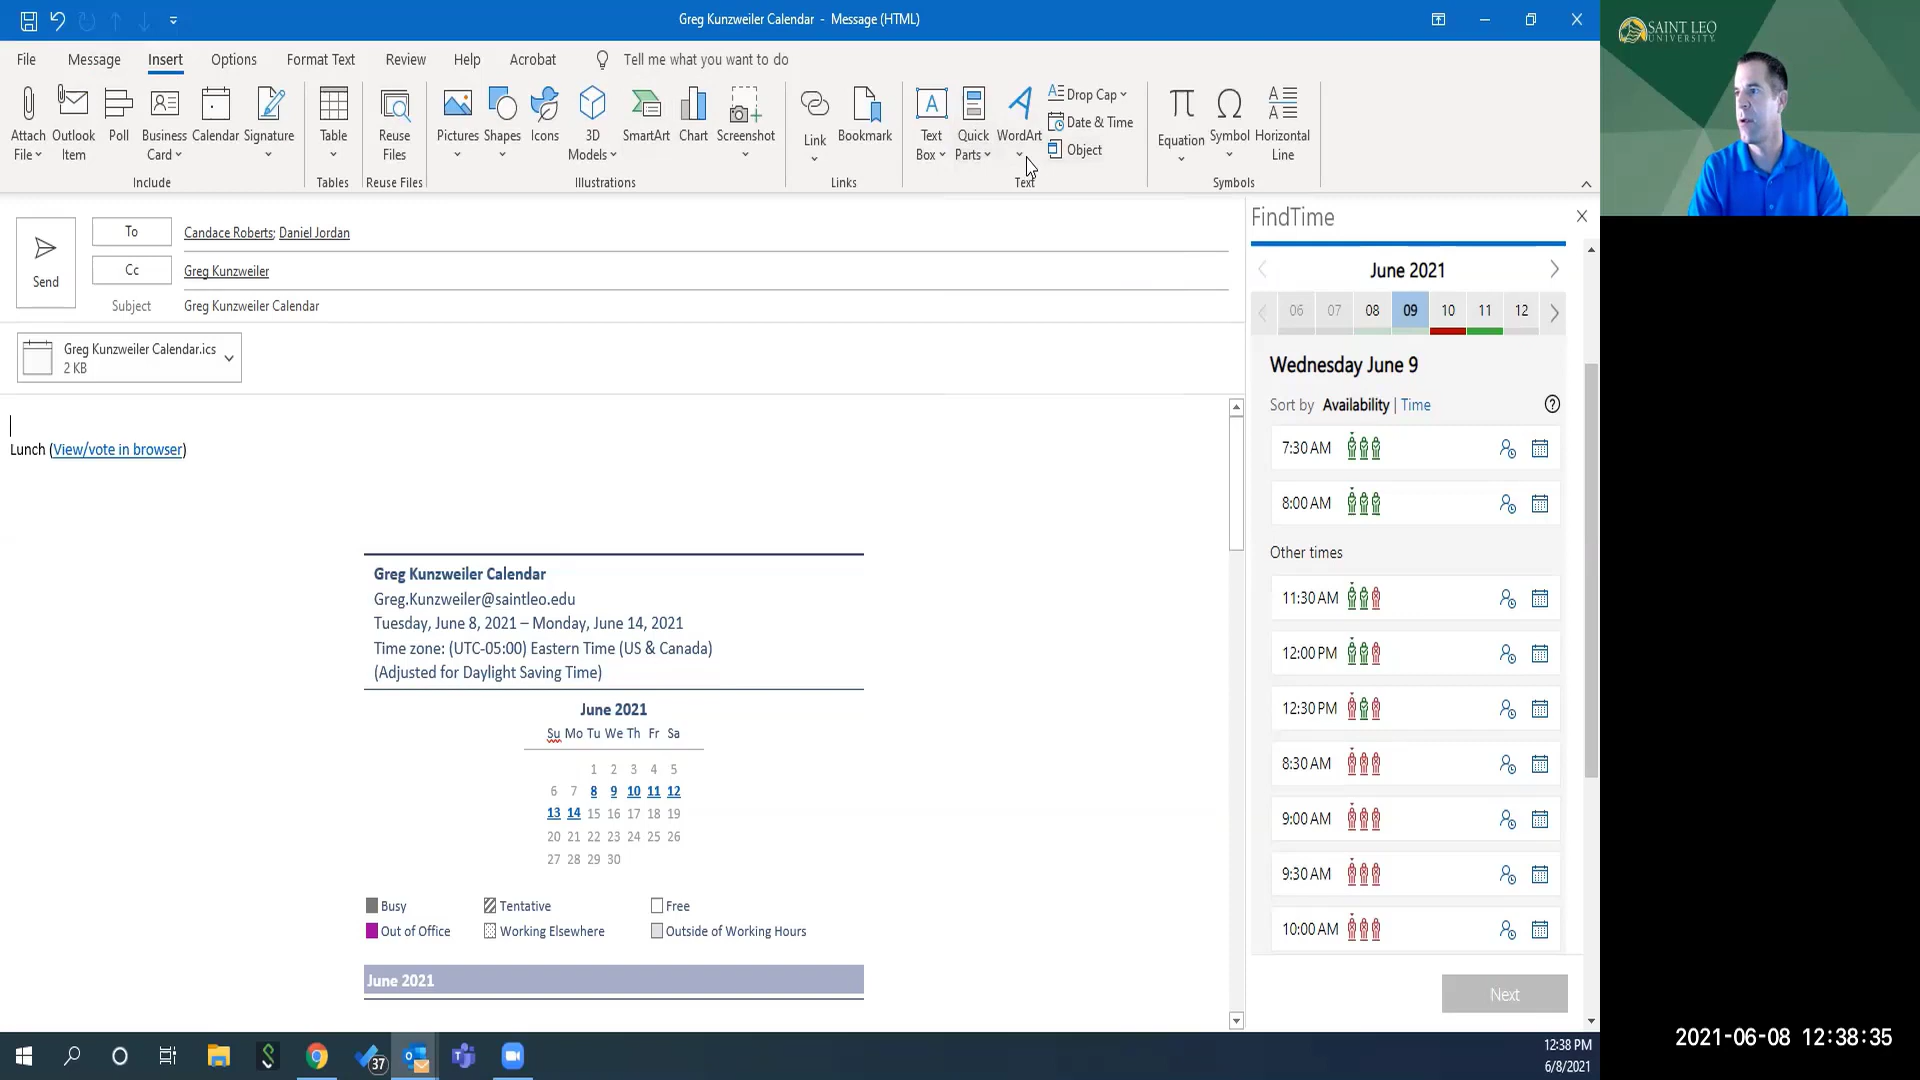 Greg Kunzweiler Calendar - Message (HTML)
File Message Insert Options Format Text Review Help Acrobat Tell me what you want to do
Attach File
Outlook Item
Poll
Business Card
Calendar
Signature
Table
Reuse Files
Pictures
Shapes
Icons
3D Models
SmartArt
Chart
Screenshot
Link
Bookmark
Text Box
Quick Parts
WordArt
Drop Cap
Date & Time
Object
Equation
Symbol
Horizontal Line
Include Tables Reuse Files Illustrations Links Text Symbols
Send
To Candace Roberts; Daniel Jordan
Cc Greg Kunzweiler
Subject Greg Kunzweiler Calendar
Greg Kunzweiler Calendar.ics
2 KB
Lunch (View/vote in browser)
Greg Kunzweiler Calendar
Greg.Kunzweiler@saintleo.edu
Tuesday, June 8, 2021 – Monday, June 14, 2021
Time zone: (UTC-05:00) Eastern Time (US & Canada)
(Adjusted for Daylight Saving Time)
June 2021
Su Mo Tu We Th Fr Sa
1 2 3 4 5
6 7 8 9 10 11 12
13 14 15 16 17 18 19
20 21 22 23 24 25 26
27 28 29 30
Busy Tentative Free
Out of Office Working Elsewhere Outside of Working Hours
June 2021
FindTime
June 2021
06 07 08 09 10 11 12
Wednesday June 9
Sort by Availability | Time
7:30 AM
8:00 AM
Other times
11:30 AM
12:00 PM
12:30 PM
8:30 AM
9:00 AM
9:30 AM
10:00 AM
Next
37
12:38 PM
6/8/2021
SAINT LEO
UNIVERSITY
2021-06-08 12:38:35